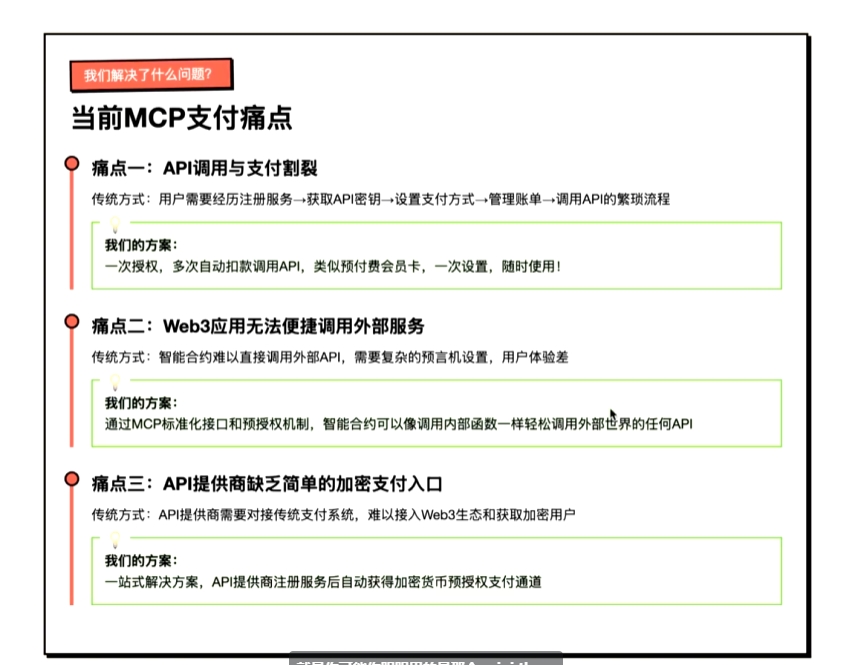 我们解决了什么问题？
当前MCP支付痛点
痛点一：API调用与支付割裂
传统方式：用户需要经历注册服务→获取API密钥→设置支付方式→管理账单→调用API的繁琐流程
我们的方案：
一次授权，多次自动扣款调用API，类似预付费会员卡，一次设置，随时使用！
痛点二：Web3应用无法便捷调用外部服务
传统方式：智能合约难以直接调用外部API，需要复杂的预言机设置，用户体验差
我们的方案：
通过MCP标准化接口和预授权机制，智能合约可以像调用内部函数一样轻松调用外部世界的任何API
痛点三：API提供商缺乏简单的加密支付入口
传统方式：API提供商需要对接传统支付系统，难以接入Web3生态和获取加密用户
我们的方案：
一站式解决方案，API提供商注册服务后自动获得加密货币预授权支付通道